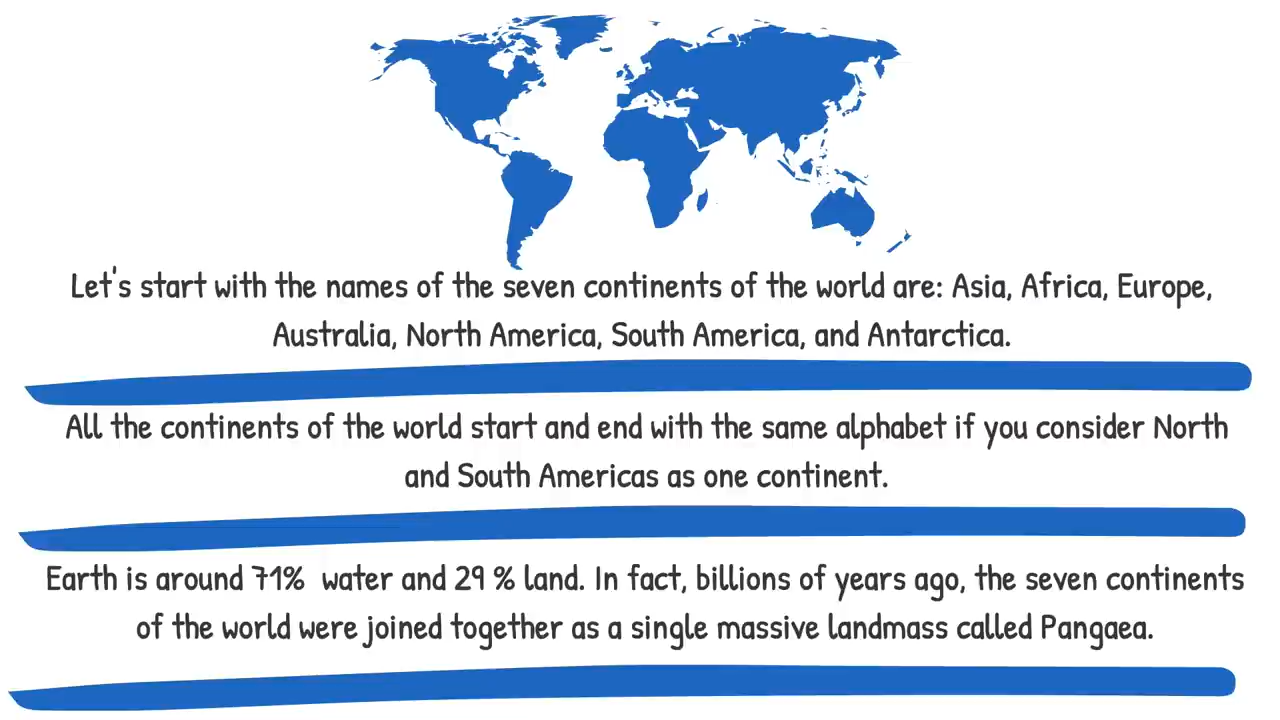 Let's start with the names of the seven continents of the world are: Asia, Africa, Europe,
Australia, North America, South America, and Antarctica.
All the continents of the world start and end with the same alphabet if you consider North
and South Americas as one continent.
Earth is around 71%  water and 29 % land. In fact, billions of years ago, the seven continents
of the world were joined together as a single massive landmass called Pangaea.